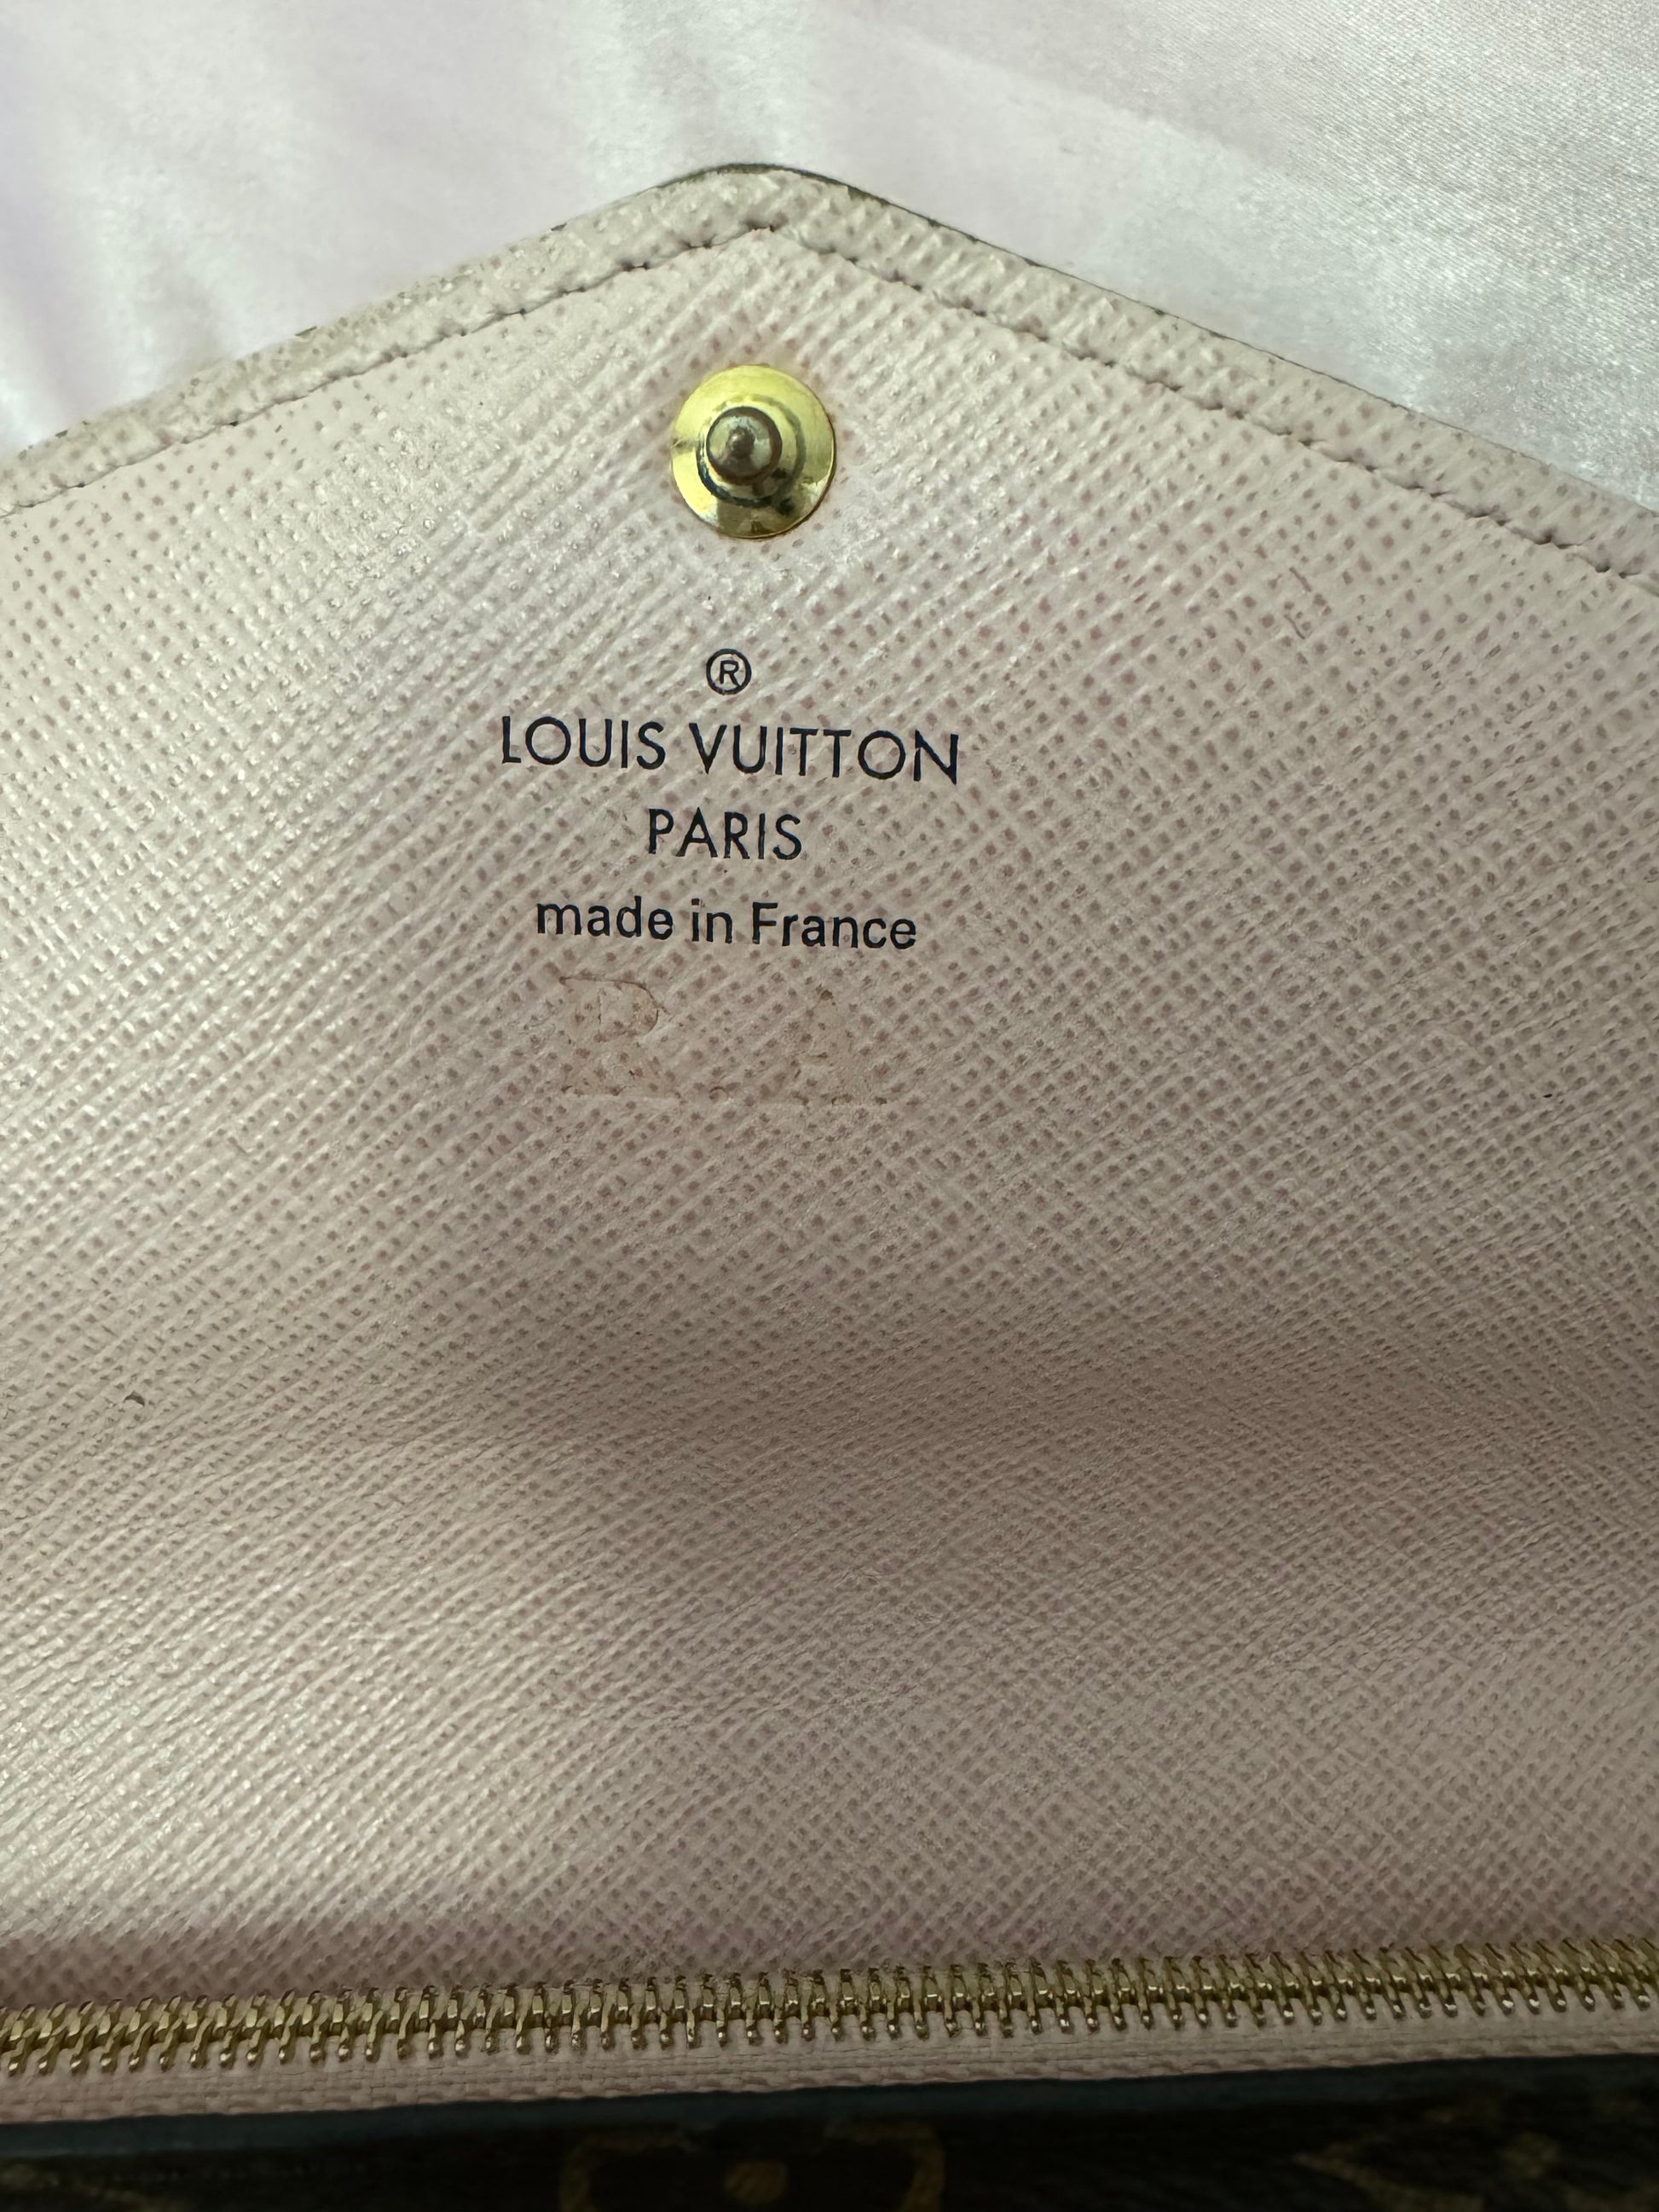 ®
LOUIS VUITTON
PARIS
made in France
R. A.